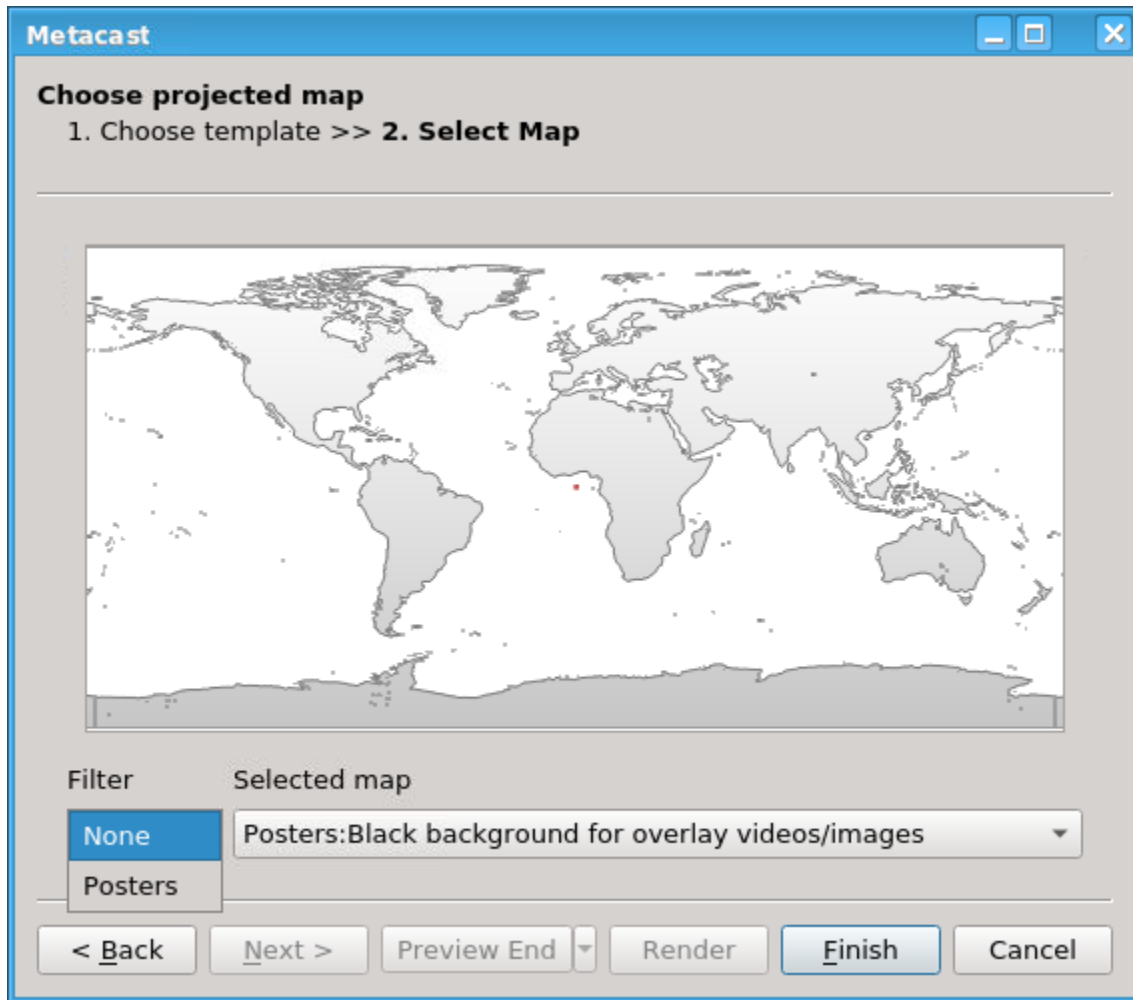 Metacast
Choose projected map
1. Choose template >> 2. Select Map
Filter
Selected map
None
Posters:Black background for overlay videos/images
Posters
< Back
Next >
Preview End
Render
Finish
Cancel